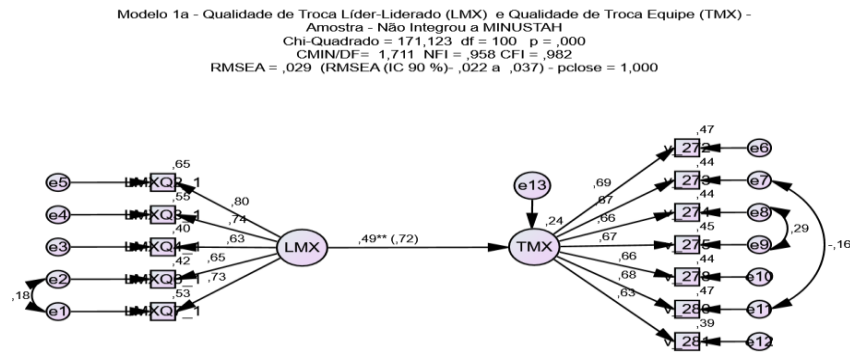 Modelo 1a - Qualidade de Troca Líder-Liderado (LMX) e Qualidade de Troca Equipe (TMX) -
Amostra - Não Integrou a MINUSTAH
Chi-Quadrado = 171,123 df = 100 p = ,000
CMIN/DF= 1,711 NFI = ,958 CFI = ,982
RMSEA = ,029 (RMSEA (IC 90 %)- ,022 a ,037) - pclose = 1,000
,65
e5
,80
,55
e4
,74
,40
e3
,63
LMX
,42
e2
,65
,18
,53
e1
,73
,49** (,72)
e13
,24
TMX
,47
e6
,69
,44
e7
,67
,44
e8
,66
,29
,45
e9
,67
-,16
,44
e10
,66
,47
e11
,68
,39
e12
,63